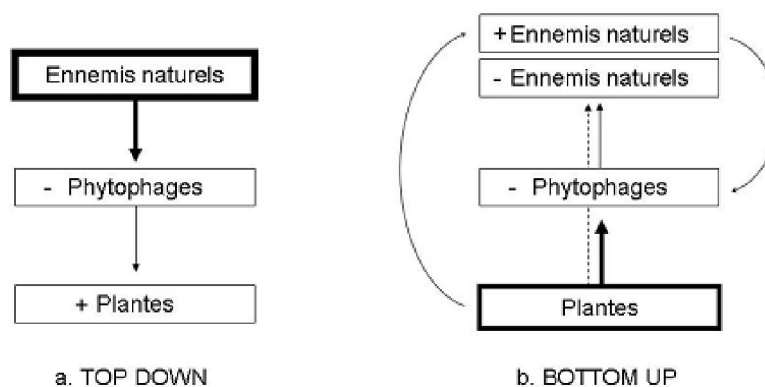 Ennemis naturels
- Phytophages
+ Plantes
a. TOP DOWN
+ Ennemis naturels
- Ennemis naturels
- Phytophages
Plantes
b. BOTTOM UP